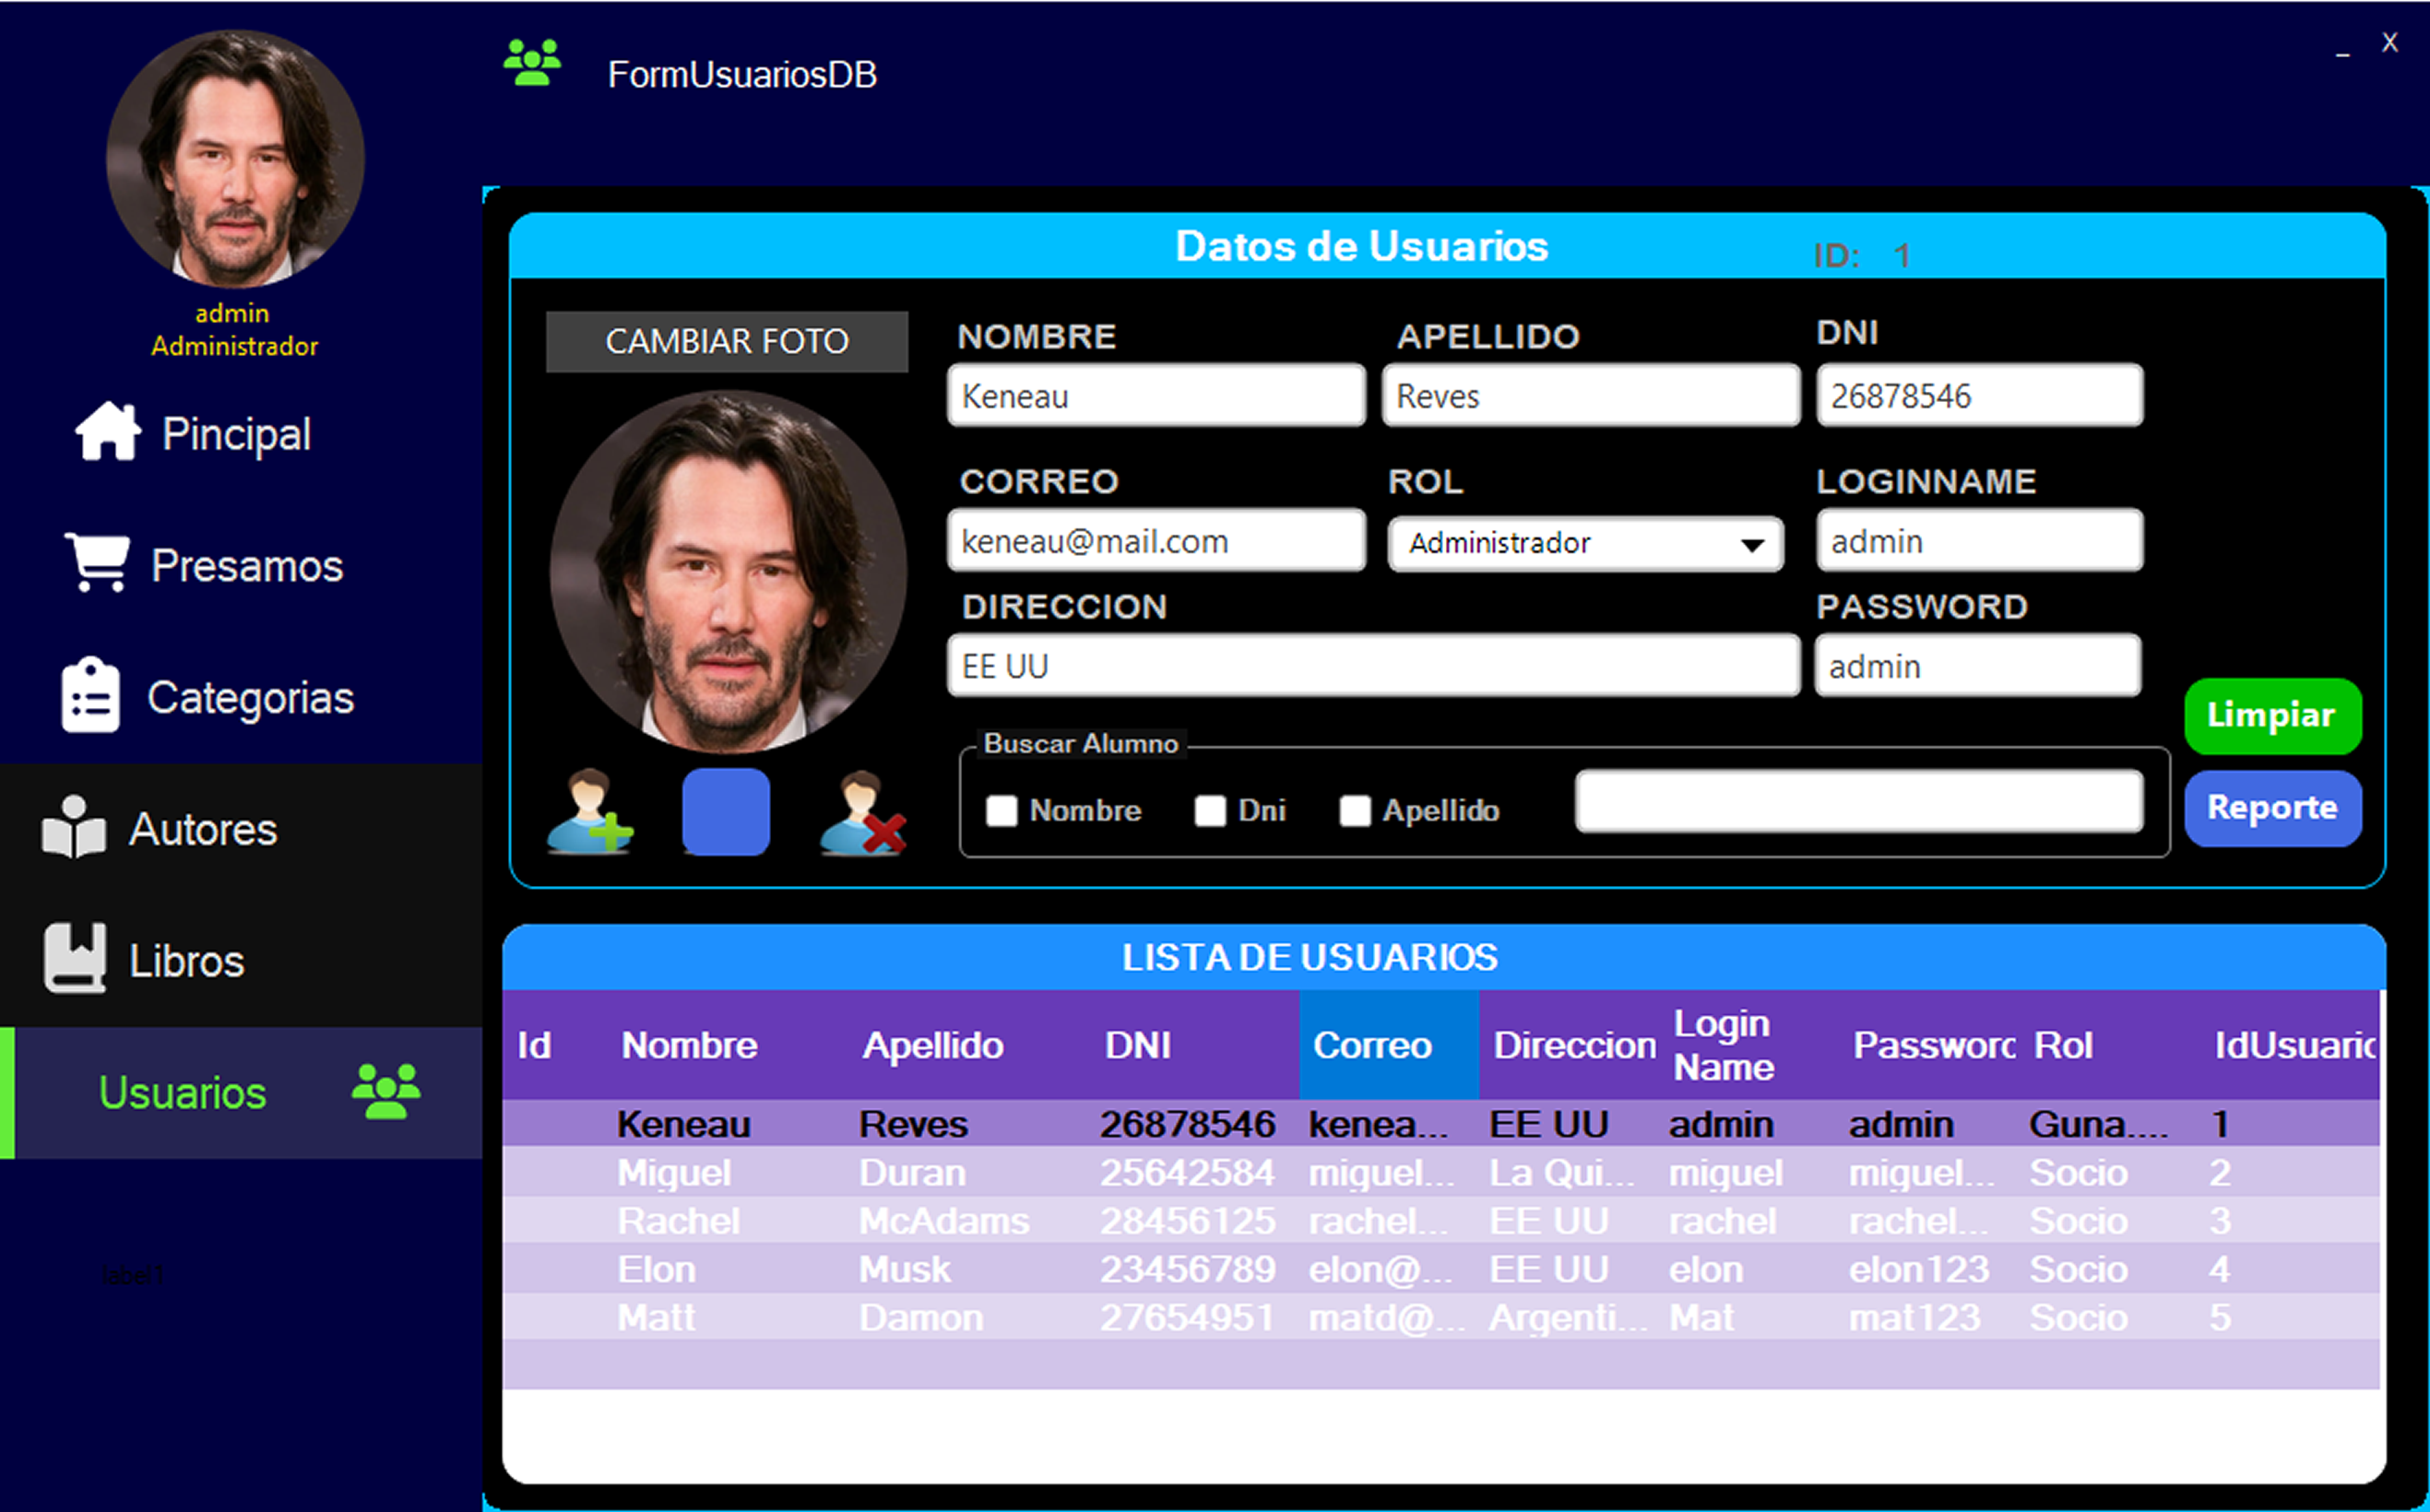 FormUsuariosDB
_ X
admin
Administrador
Pincipal
Presamos
Categorias
Autores
Libros
Usuarios
label1
Datos de Usuarios ID: 1
CAMBIAR FOTO
NOMBRE APELLIDO DNI
Keneau Reves 26878546
CORREO ROL LOGINNAME
keneau@mail.com Administrador admin
DIRECCION PASSWORD
EE UU admin
Limpiar
Buscar Alumno
Nombre Dni Apellido
Reporte
LISTA DE USUARIOS
Id Nombre Apellido DNI Correo Direccion Login Name Passworc Rol IdUsuaric
Keneau Reves 26878546 kenea... EE UU admin admin Guna.... 1
Miguel Duran 25642584 miguel... La Qui... miguel miguel... Socio 2
Rachel McAdams 28456125 rachel... EE UU rachel rachel... Socio 3
Elon Musk 23456789 elon@... EE UU elon elon123 Socio 4
Matt Damon 27654951 matd@... Argenti... Mat mat123 Socio 5